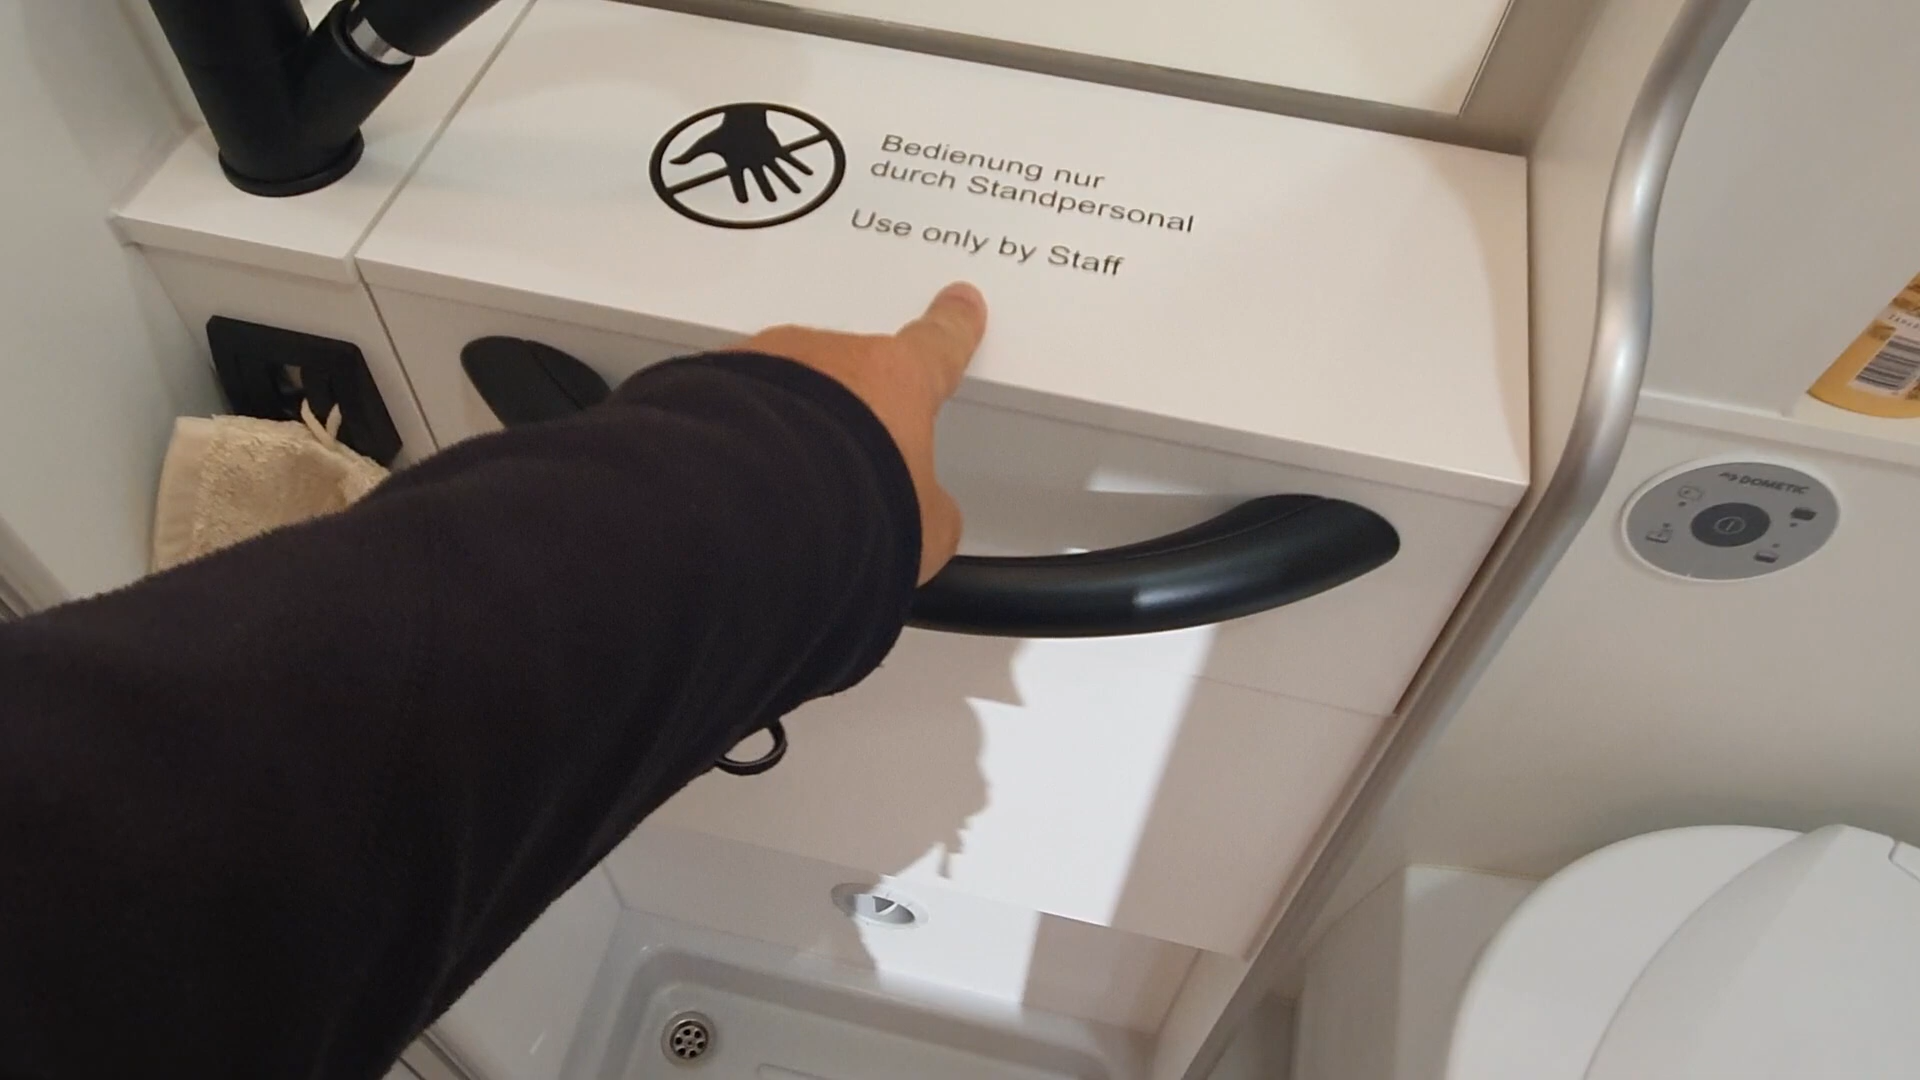 Bedienung nur
durch Standpersonal
Use only by Staff
DOMETIC